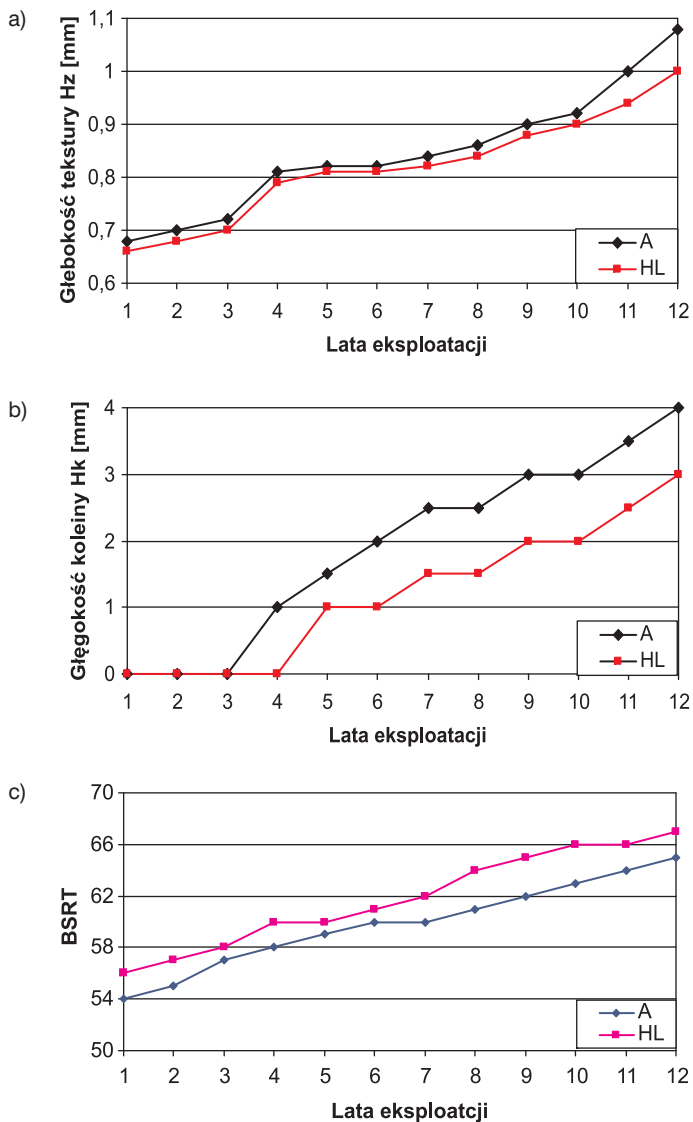 a)
Głebokość tekstury Hz [mm]
1,1
1
0,9
0,8
0,7
0,6
A
HL
1 2 3 4 5 6 7 8 9 10 11 12
Lata eksploatacji
b)
Głęgokość koleiny Hk [mm]
4
3
2
1
0
A
HL
1 2 3 4 5 6 7 8 9 10 11 12
Lata eksploatacji
c)
BSRT
70
66
62
58
54
50
A
HL
1 2 3 4 5 6 7 8 9 10 11 12
Lata eksploatcji